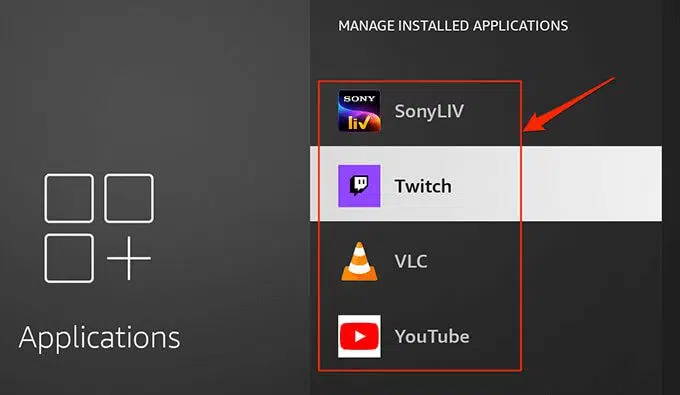 MANAGE INSTALLED APPLICATIONS
SONY
liv
SonyLIV
Twitch
VLC
YouTube
Applications